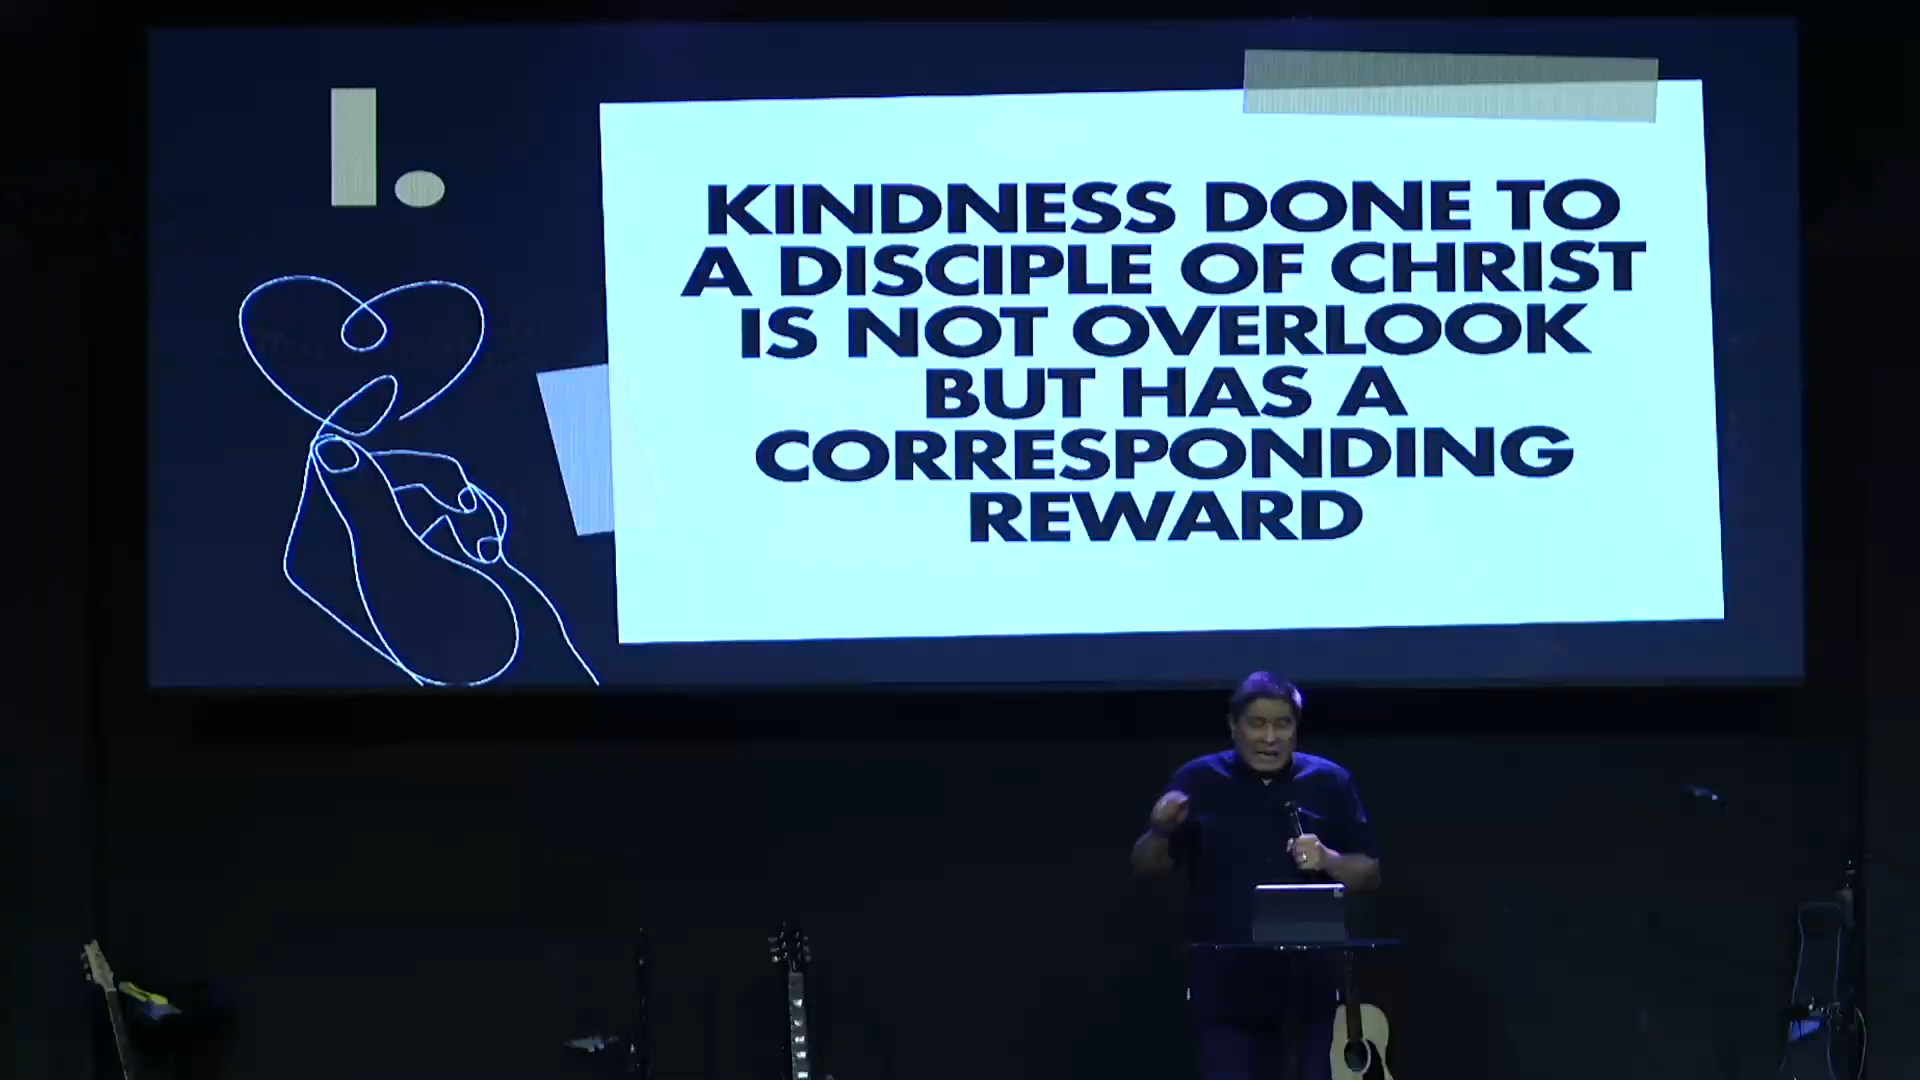 1.
KINDNESS DONE TO
A DISCIPLE OF CHRIST
IS NOT OVERLOOK
BUT HAS A
CORRESPONDING
REWARD